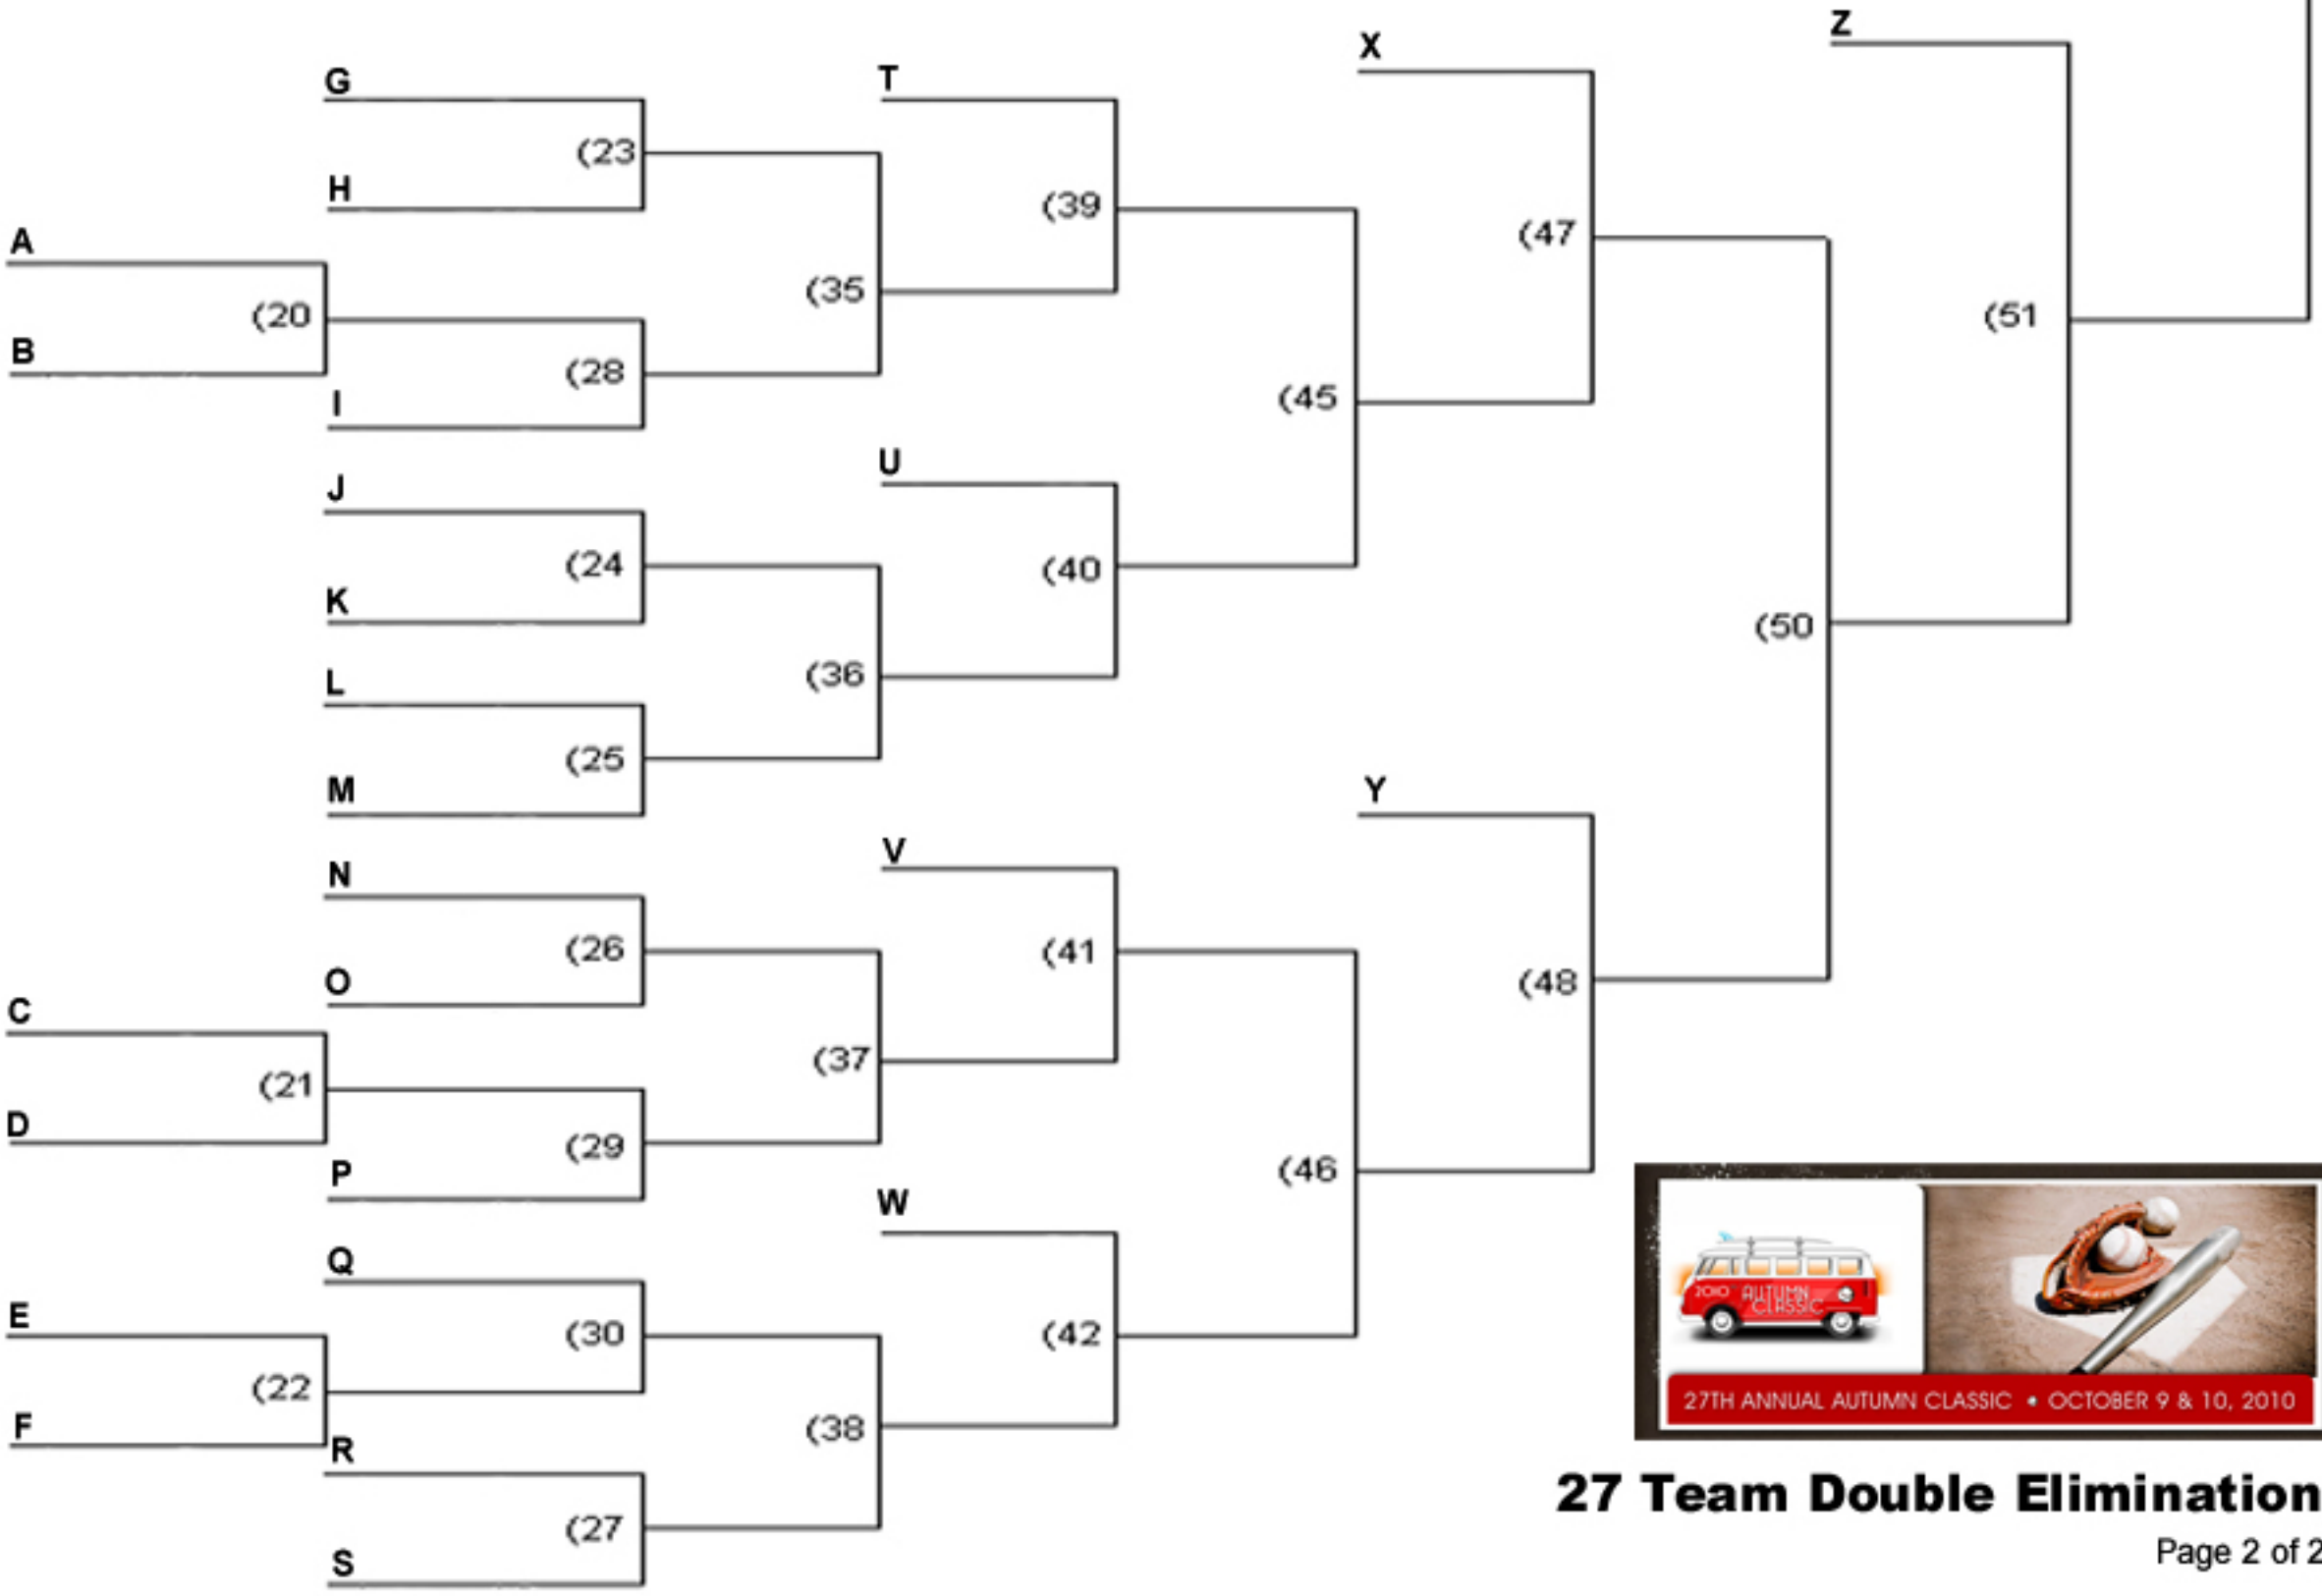 Z
X
G
T
(23
H
(39
A
(47
(20
(35
(51
B
(28
(45
I
U
J
(24
(40
K
(50
L
(36
(25
M
Y
V
N
(26
(41
O
(48
C
(37
(21
D
(29
P
(46
W
Q
E
(30
(42
2010 AUTUMN
CLASSIC
(22
27TH ANNUAL AUTUMN CLASSIC • OCTOBER 9 & 10, 2010
F
(38
R
27 Team Double Elimination
(27
Page 2 of 2
S